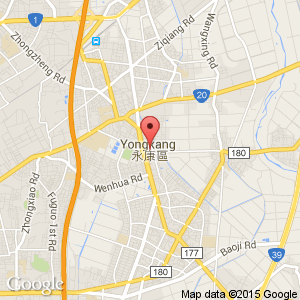 1
Zhongzheng Rd
Ziqiang Rd
Wangxing Rd
20
Yongkang
永康區
180
Wenhua Rd
Zhongxiao Rd
Fuguo 1st Rd
177
Baoji Rd
39
180
Google
Map data ©2015 Google